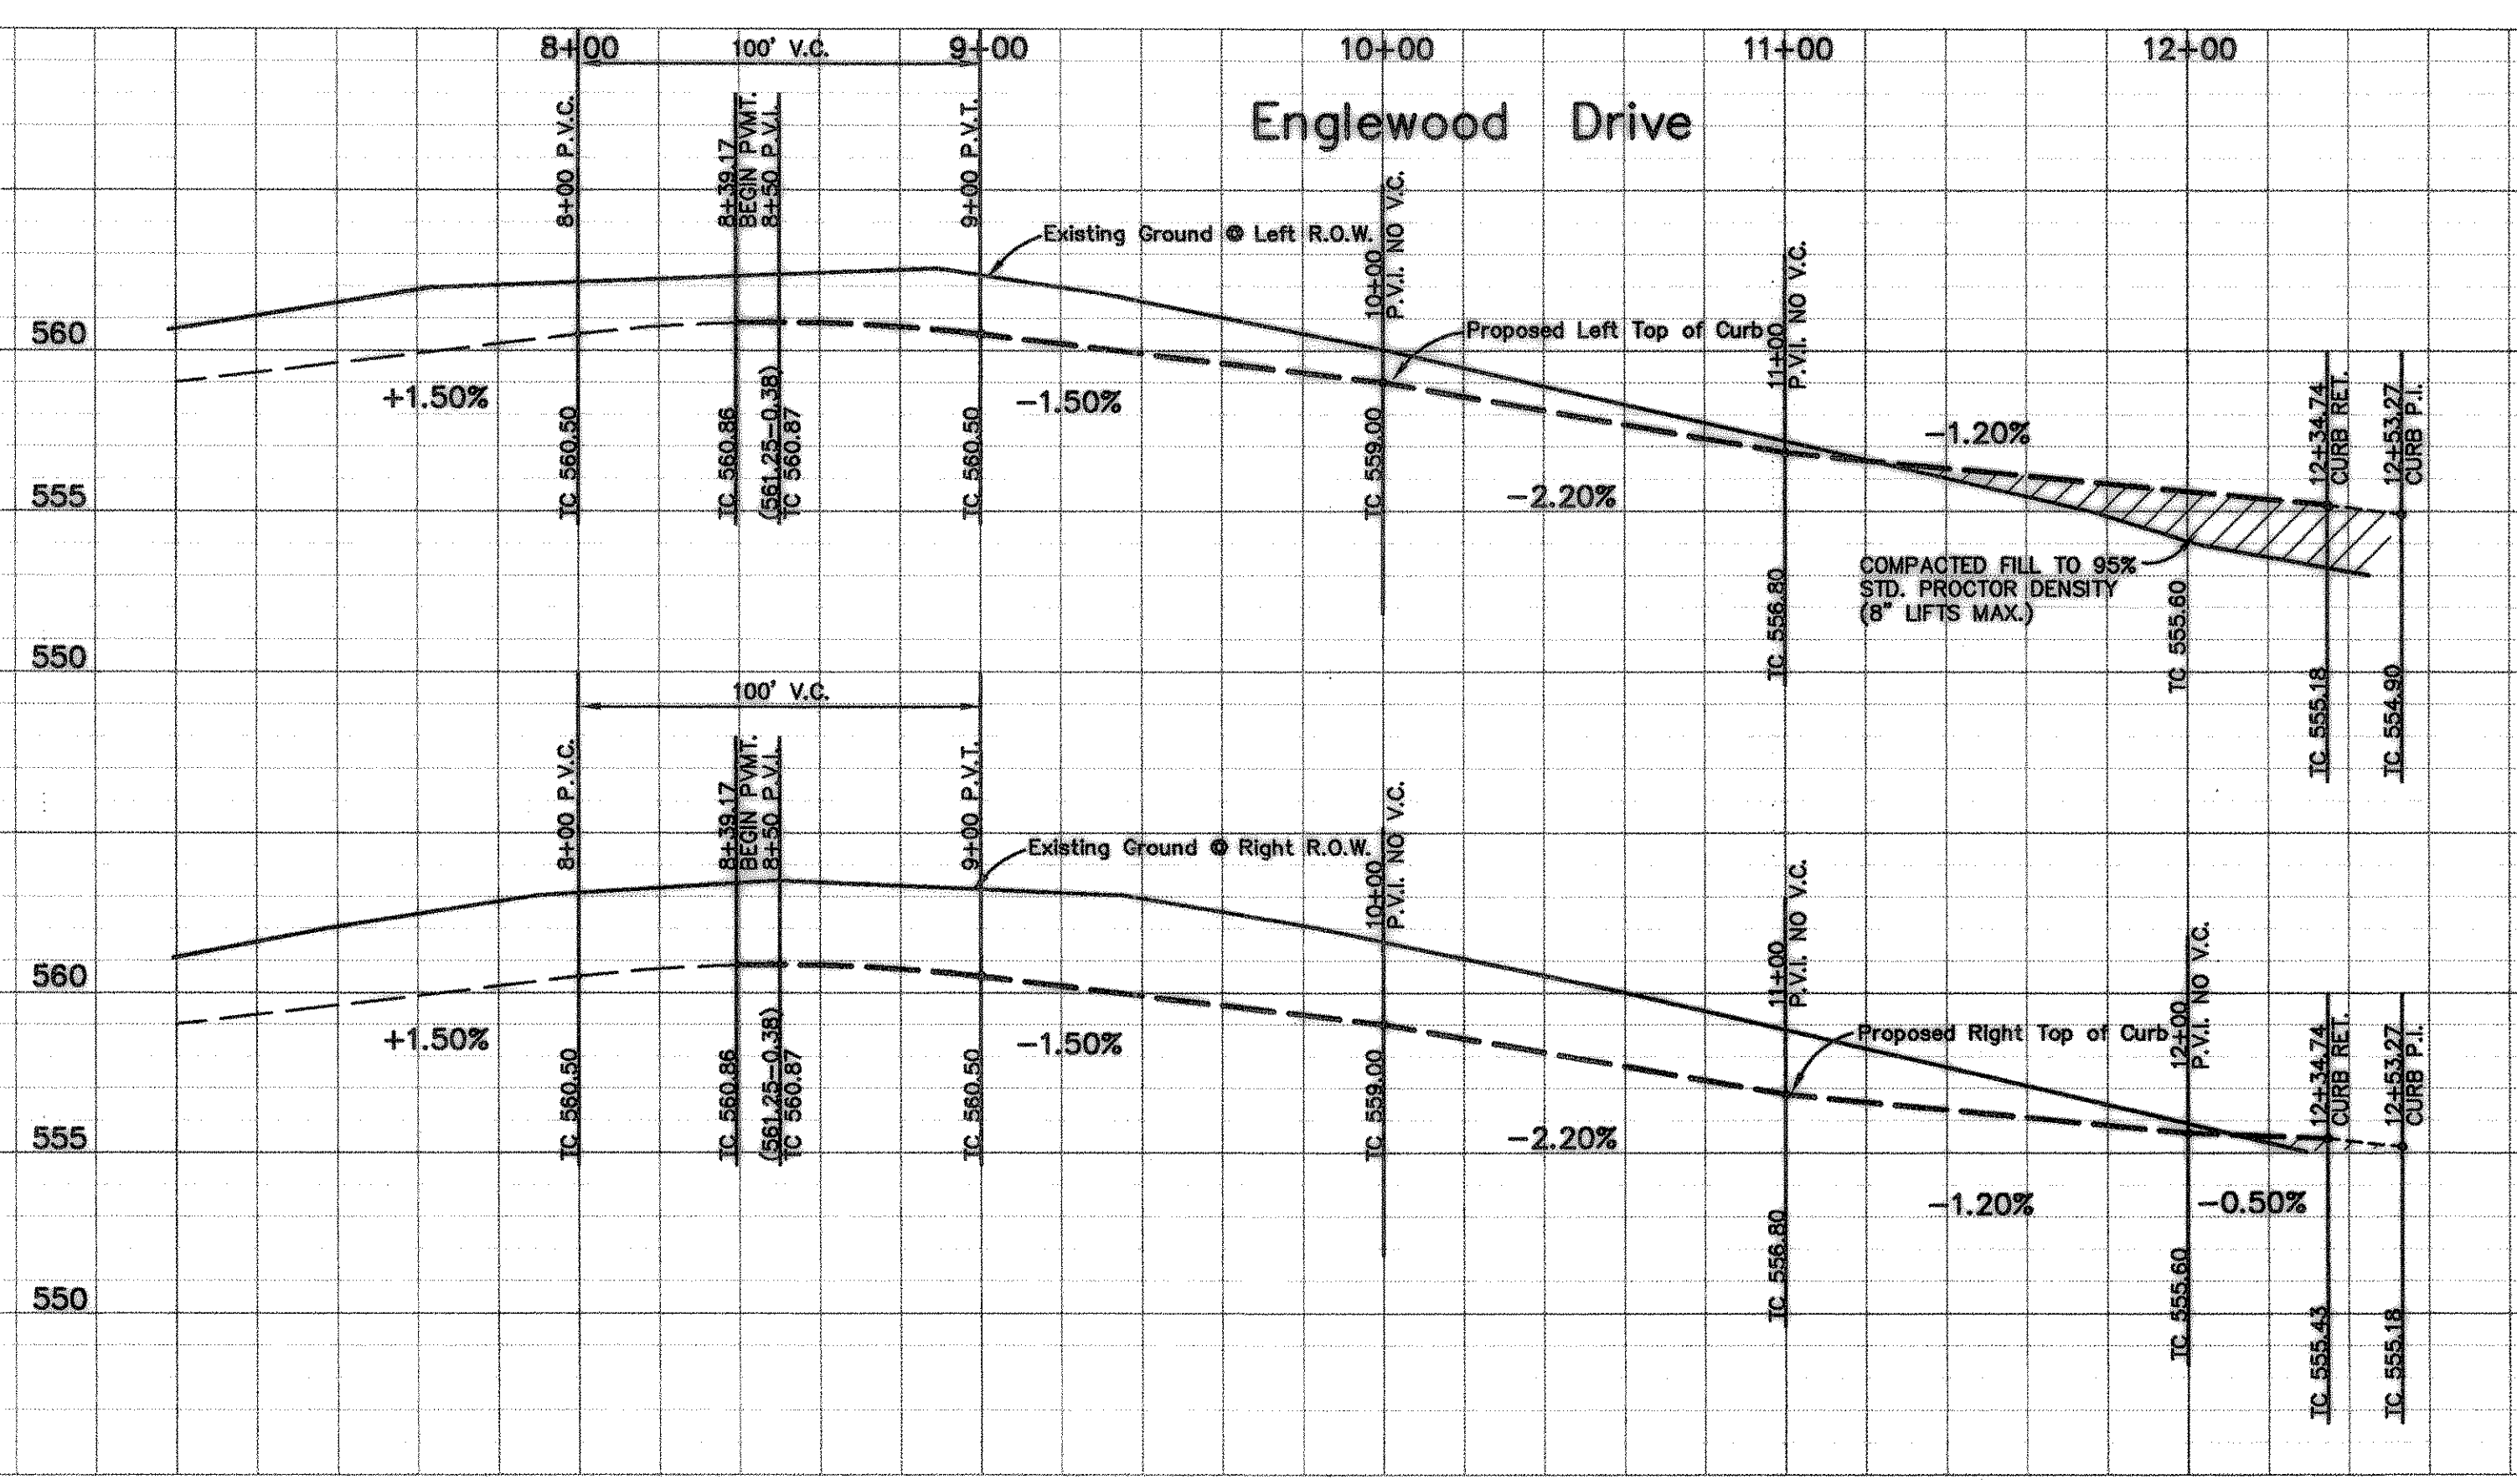 8+00
100' V.C.
9+00
10+00
11+00
12+00
Englewood Drive
8+00 P.V.C.
8+39.17
BEGIN PVMT.
8+50 P.V.I.
9+00 P.V.T.
10+00
P.V.I. NO V.C.
11+00
P.V.I. NO V.C.
12+34.74
CURB RET.
12+53.27
CURB P.I.
Existing Ground @ Left R.O.W.
Proposed Left Top of Curb
560
555
550
+1.50%
-1.50%
-2.20%
-1.20%
TC 560.50
TC 560.86
(561.25-0.38)
TC 560.87
TC 560.50
TC 559.00
TC 556.80
TC 555.60
TC 555.18
TC 554.90
COMPACTED FILL TO 95%
STD. PROCTOR DENSITY
(8" LIFTS MAX.)
100' V.C.
8+00 P.V.C.
8+39.17
BEGIN PVMT.
8+50 P.V.I.
9+00 P.V.T.
10+00
P.V.I. NO V.C.
11+00
P.V.I. NO V.C.
12+00
P.V.I. NO V.C.
12+34.74
CURB RET.
12+53.27
CURB P.I.
Existing Ground @ Right R.O.W.
Proposed Right Top of Curb
560
555
550
+1.50%
-1.50%
-2.20%
-1.20%
-0.50%
TC 560.50
TC 560.86
(561.25-0.38)
TC 560.87
TC 560.50
TC 559.00
TC 556.80
TC 555.60
TC 555.43
TC 555.18